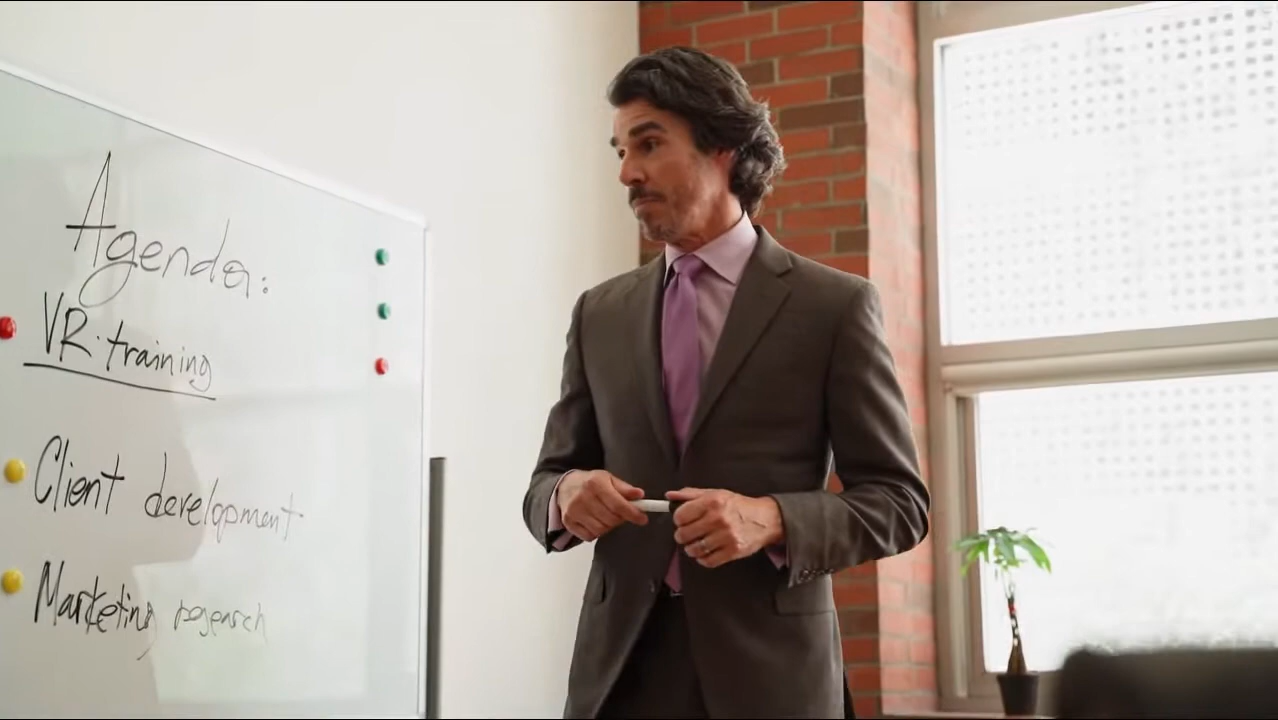 Agenda:
VR training
Client development
Marketing research